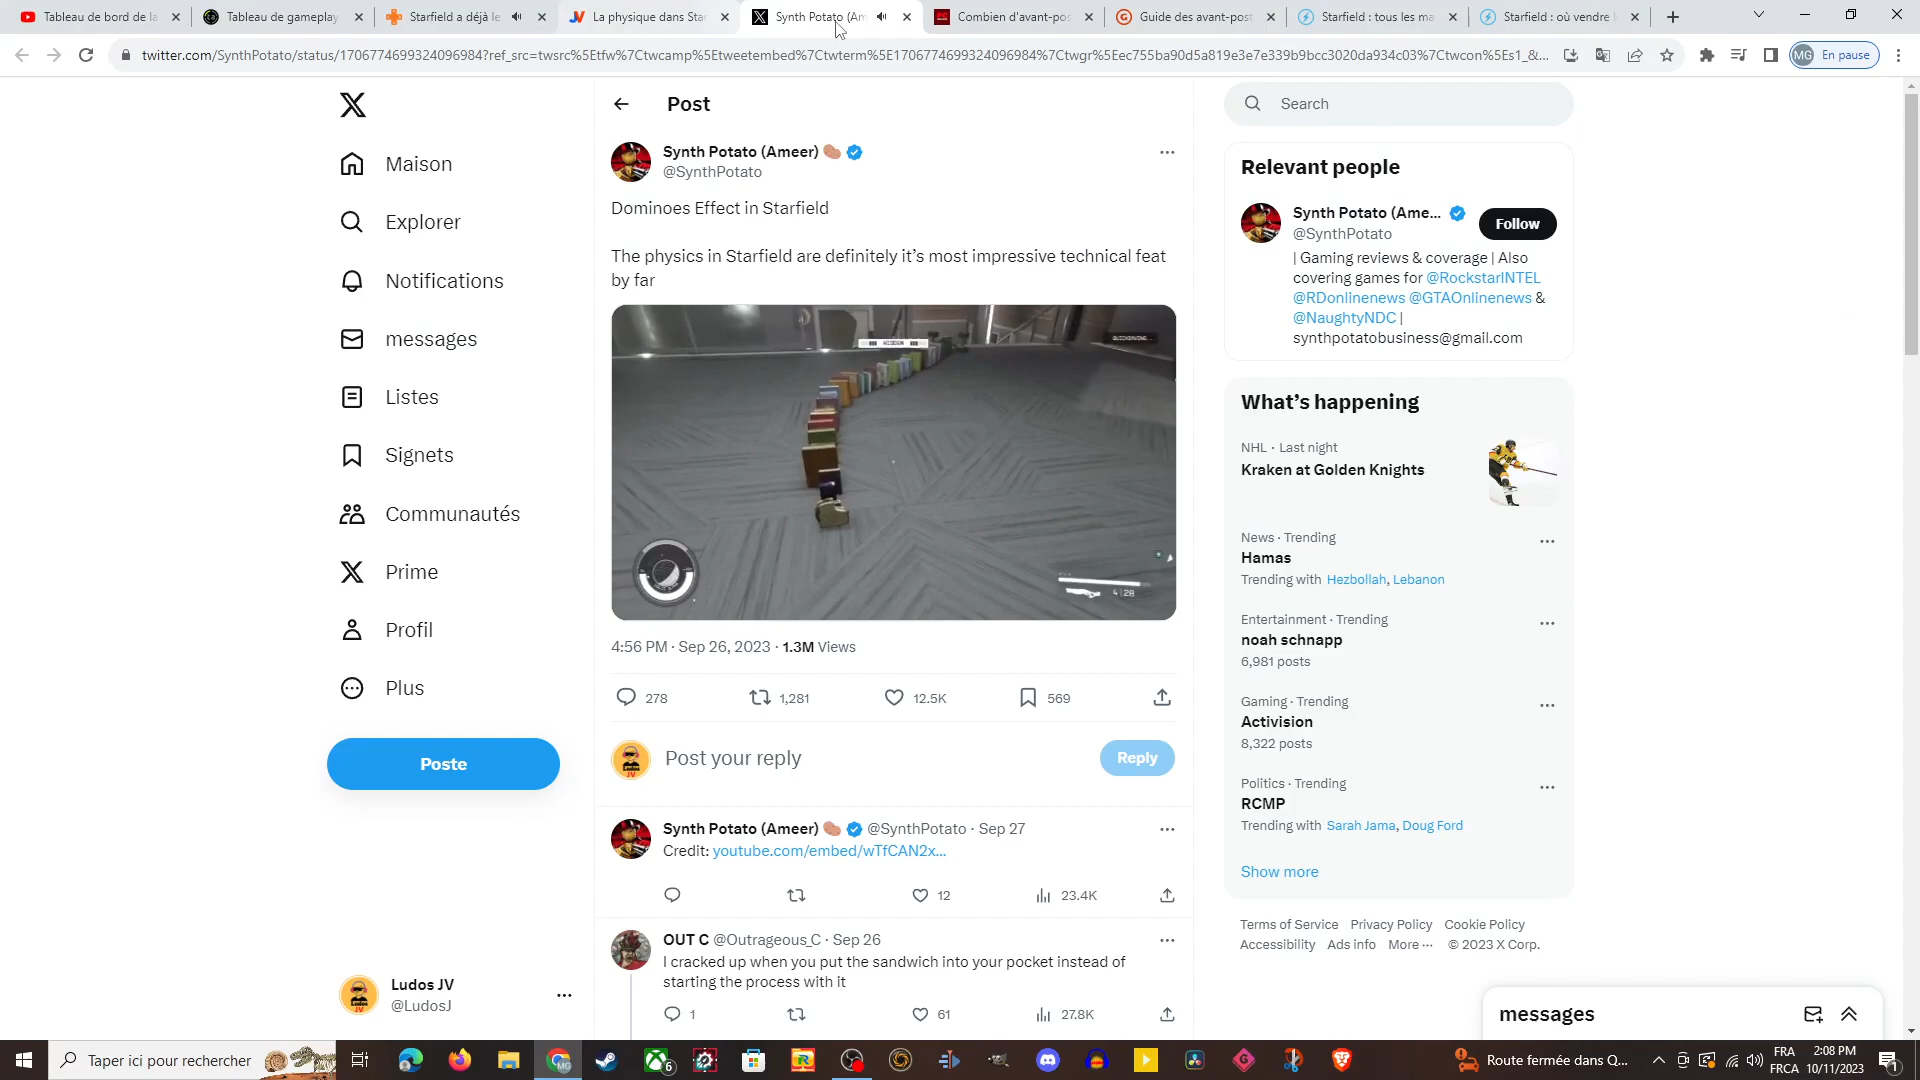 Tableau de bord de la
Tableau de gameplay
Starfield a déjà le
La physique dans Star
Synth Potato (Am
Combien d'avant-pos
Guide des avant-post
Starfield : tous les ma
Starfield : où vendre l
twitter.com/SynthPotato/status/1706774699324096984?ref_src=twsrc%5Etfw%7Ctwcamp%5Etweetembed%7Ctwterm%5E1706774699324096984%7Ctwgr%5Eec755ba90d5a819e3e7e339b9bcc3020da934c03%7Ctwcon%5Es1_&...
MG
En pause
Maison
Explorer
Notifications
messages
Listes
Signets
Communautés
Prime
Profil
Plus
Poste
Ludos JV
@LudosJ
Post
Synth Potato (Ameer)
@SynthPotato
Dominoes Effect in Starfield
The physics in Starfield are definitely it’s most impressive technical feat
by far
HIDDEN
QUICKSAVING...
4|28
4:56 PM · Sep 26, 2023 · 1.3M Views
278
1,281
12.5K
569
Post your reply
Reply
Synth Potato (Ameer) @SynthPotato · Sep 27
Credit: youtube.com/embed/wTfCAN2x...
12
23.4K
OUT C @Outrageous_C · Sep 26
I cracked up when you put the sandwich into your pocket instead of
starting the process with it
1
61
27.8K
Search
Relevant people
Synth Potato (Ame...
@SynthPotato
Follow
| Gaming reviews & coverage | Also
covering games for @RockstarINTEL
@RDonlinenews @GTAOnlinenews &
@NaughtyNDC |
synthpotatobusiness@gmail.com
What’s happening
NHL · Last night
Kraken at Golden Knights
News · Trending
Hamas
Trending with Hezbollah, Lebanon
Entertainment · Trending
noah schnapp
6,981 posts
Gaming · Trending
Activision
8,322 posts
Politics · Trending
RCMP
Trending with Sarah Jama, Doug Ford
Show more
Terms of Service Privacy Policy Cookie Policy
Accessibility Ads info More ··· © 2023 X Corp.
messages
Taper ici pour rechercher
6
Route fermée dans Q...
FRA
FRCA
2:08 PM
10/11/2023
1